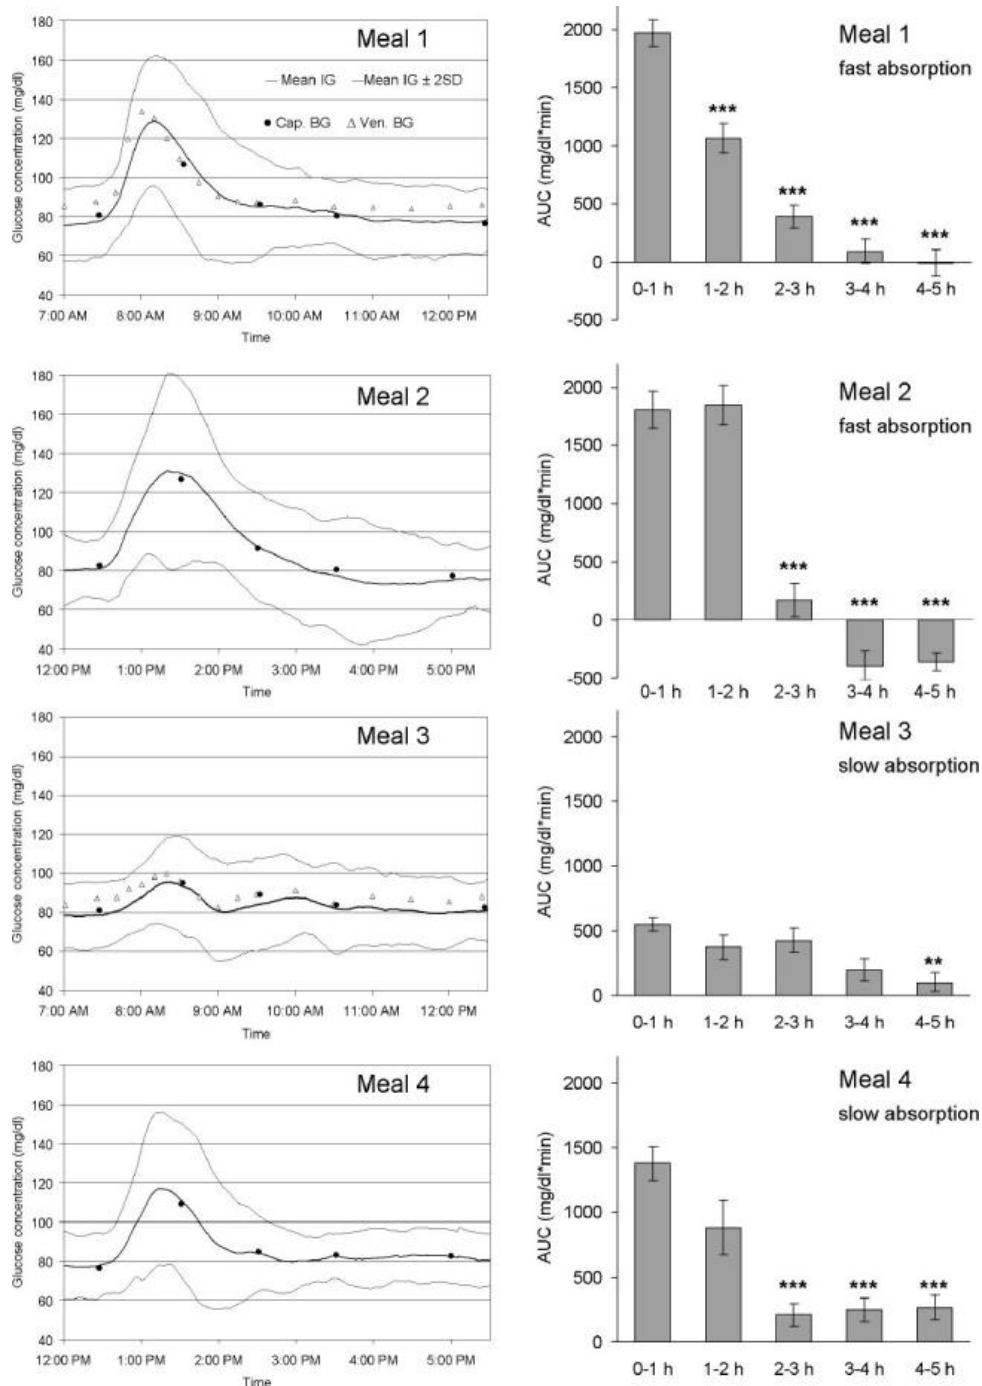 Meal 1
Glucose concentration (mg/dl)
180
160
140
120
100
80
60
40
Mean IG
Mean IG ± 2SD
Cap. BG
Ven. BG
7:00 AM 8:00 AM 9:00 AM 10:00 AM 11:00 AM 12:00 PM
Time
Meal 1
fast absorption
AUC (mg/dl*min)
2000
1500
1000
500
0
-500
***
***
***
***
0-1 h 1-2 h 2-3 h 3-4 h 4-5 h
Meal 2
Glucose concentration (mg/dl)
180
160
140
120
100
80
60
40
12:00 PM 1:00 PM 2:00 PM 3:00 PM 4:00 PM 5:00 PM
Time
Meal 2
fast absorption
AUC (mg/dl*min)
2000
1500
1000
500
0
-500
***
***
***
0-1 h 1-2 h 2-3 h 3-4 h 4-5 h
Meal 3
Glucose concentration (mg/dl)
180
160
140
120
100
80
60
40
7:00 AM 8:00 AM 9:00 AM 10:00 AM 11:00 AM 12:00 PM
Time
Meal 3
slow absorption
AUC (mg/dl*min)
2000
1500
1000
500
0
**
0-1 h 1-2 h 2-3 h 3-4 h 4-5 h
Meal 4
Glucose concentration (mg/dl)
180
160
140
120
100
80
60
40
12:00 PM 1:00 PM 2:00 PM 3:00 PM 4:00 PM 5:00 PM
Time
Meal 4
slow absorption
AUC (mg/dl*min)
2000
1500
1000
500
0
***
***
***
0-1 h 1-2 h 2-3 h 3-4 h 4-5 h